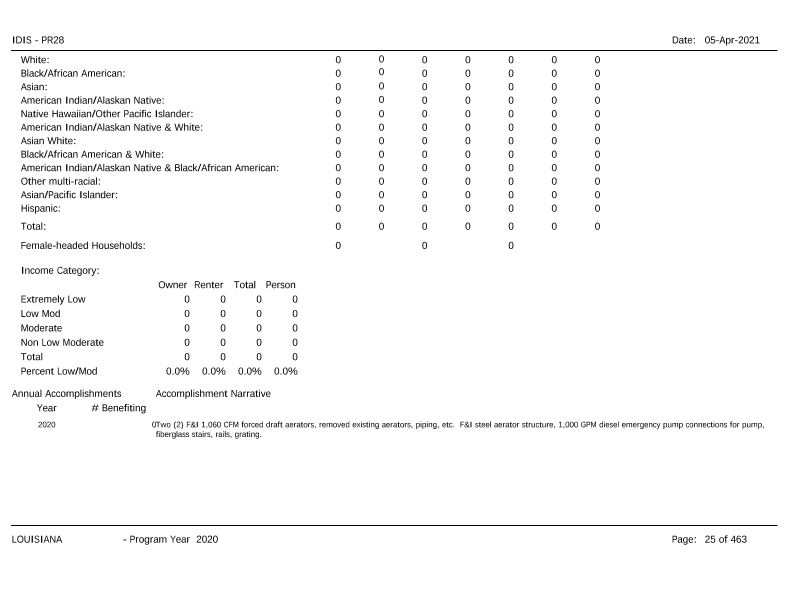 IDIS - PR28 Date: 05-Apr-2021
White: 0 0 0 0 0 0 0
Black/African American: 0 0 0 0 0 0 0
Asian: 0 0 0 0 0 0 0
American Indian/Alaskan Native: 0 0 0 0 0 0 0
Native Hawaiian/Other Pacific Islander: 0 0 0 0 0 0 0
American Indian/Alaskan Native & White: 0 0 0 0 0 0 0
Asian White: 0 0 0 0 0 0 0
Black/African American & White: 0 0 0 0 0 0 0
American Indian/Alaskan Native & Black/African American: 0 0 0 0 0 0 0
Other multi-racial: 0 0 0 0 0 0 0
Asian/Pacific Islander: 0 0 0 0 0 0 0
Hispanic: 0 0 0 0 0 0 0
Total: 0 0 0 0 0 0 0
Female-headed Households: 0 0 0
Income Category:
Owner Renter Total Person
Extremely Low 0 0 0 0
Low Mod 0 0 0 0
Moderate 0 0 0 0
Non Low Moderate 0 0 0 0
Total 0 0 0 0
Percent Low/Mod 0.0% 0.0% 0.0% 0.0%
Annual Accomplishments Accomplishment Narrative
Year # Benefiting
2020 0Two (2) F&I 1,060 CFM forced draft aerators, removed existing aerators, piping, etc. F&I steel aerator structure, 1,000 GPM diesel emergency pump connections for pump,
fiberglass stairs, rails, grating.
LOUISIANA - Program Year 2020 Page: 25 of 463